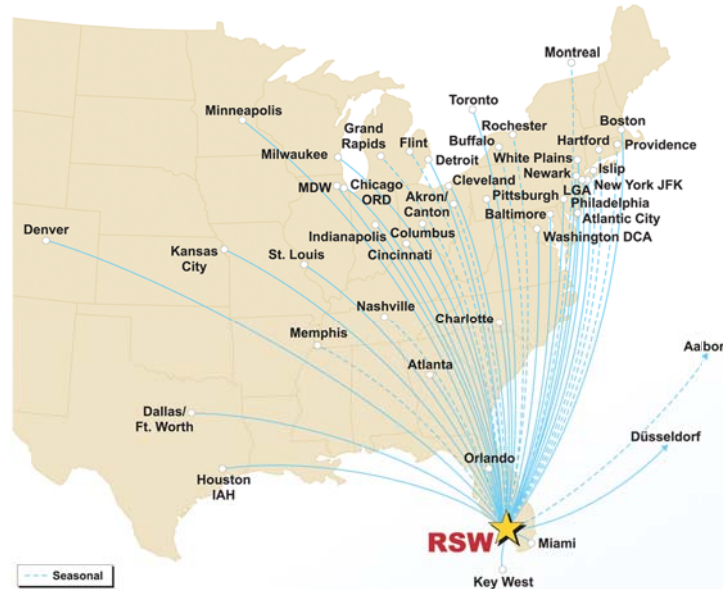 Montreal
Toronto
Minneapolis
Rochester
Boston
Grand
Rapids
Flint
Buffalo
Hartford
Providence
Milwaukee
Detroit
White Plains
Islip
MDW
Chicago
ORD
Cleveland
Newark
New York JFK
Akron/
Canton
Pittsburgh
LGA
Philadelphia
Baltimore
Atlantic City
Denver
Indianapolis
Columbus
Washington DCA
Kansas
City
St. Louis
Cincinnati
Nashville
Charlotte
Memphis
Aabor
Atlanta
Dallas/
Ft. Worth
Düsseldorf
Orlando
Houston
IAH
RSW
Miami
Key West
Seasonal